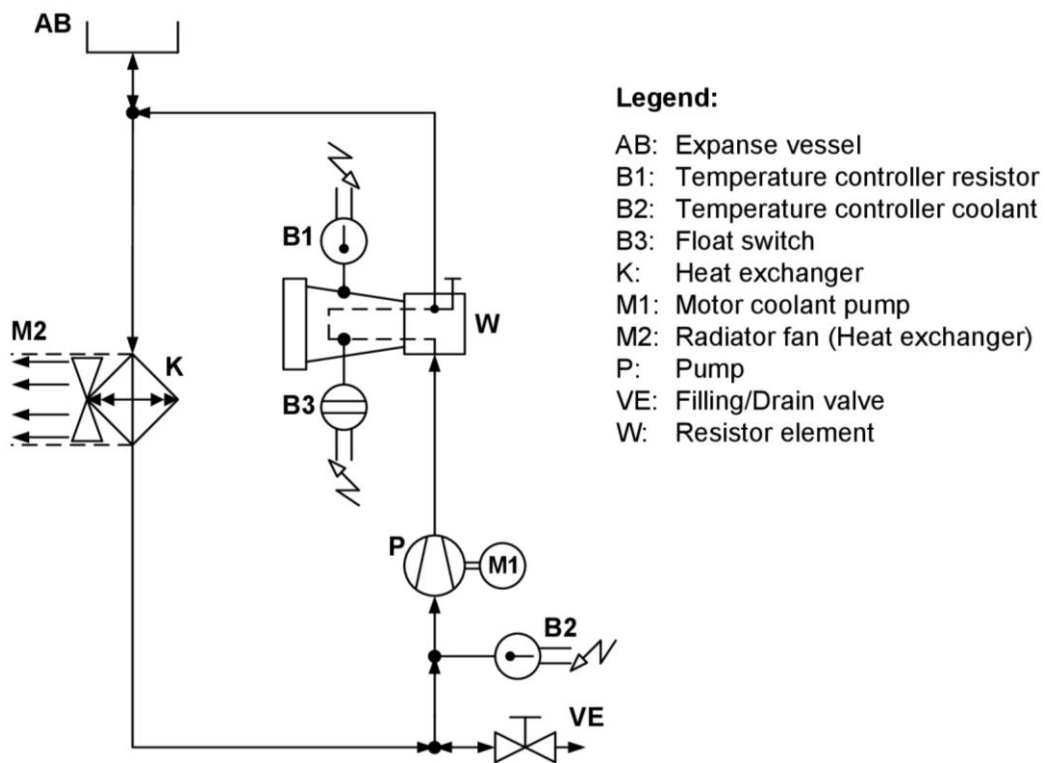 AB
Legend:
AB: Expanse vessel
B1: Temperature controller resistor
B2: Temperature controller coolant
B3: Float switch
K: Heat exchanger
M1: Motor coolant pump
M2: Radiator fan (Heat exchanger)
P: Pump
VE: Filling/Drain valve
W: Resistor element
B1
W
M2
K
B3
P
M1
B2
VE